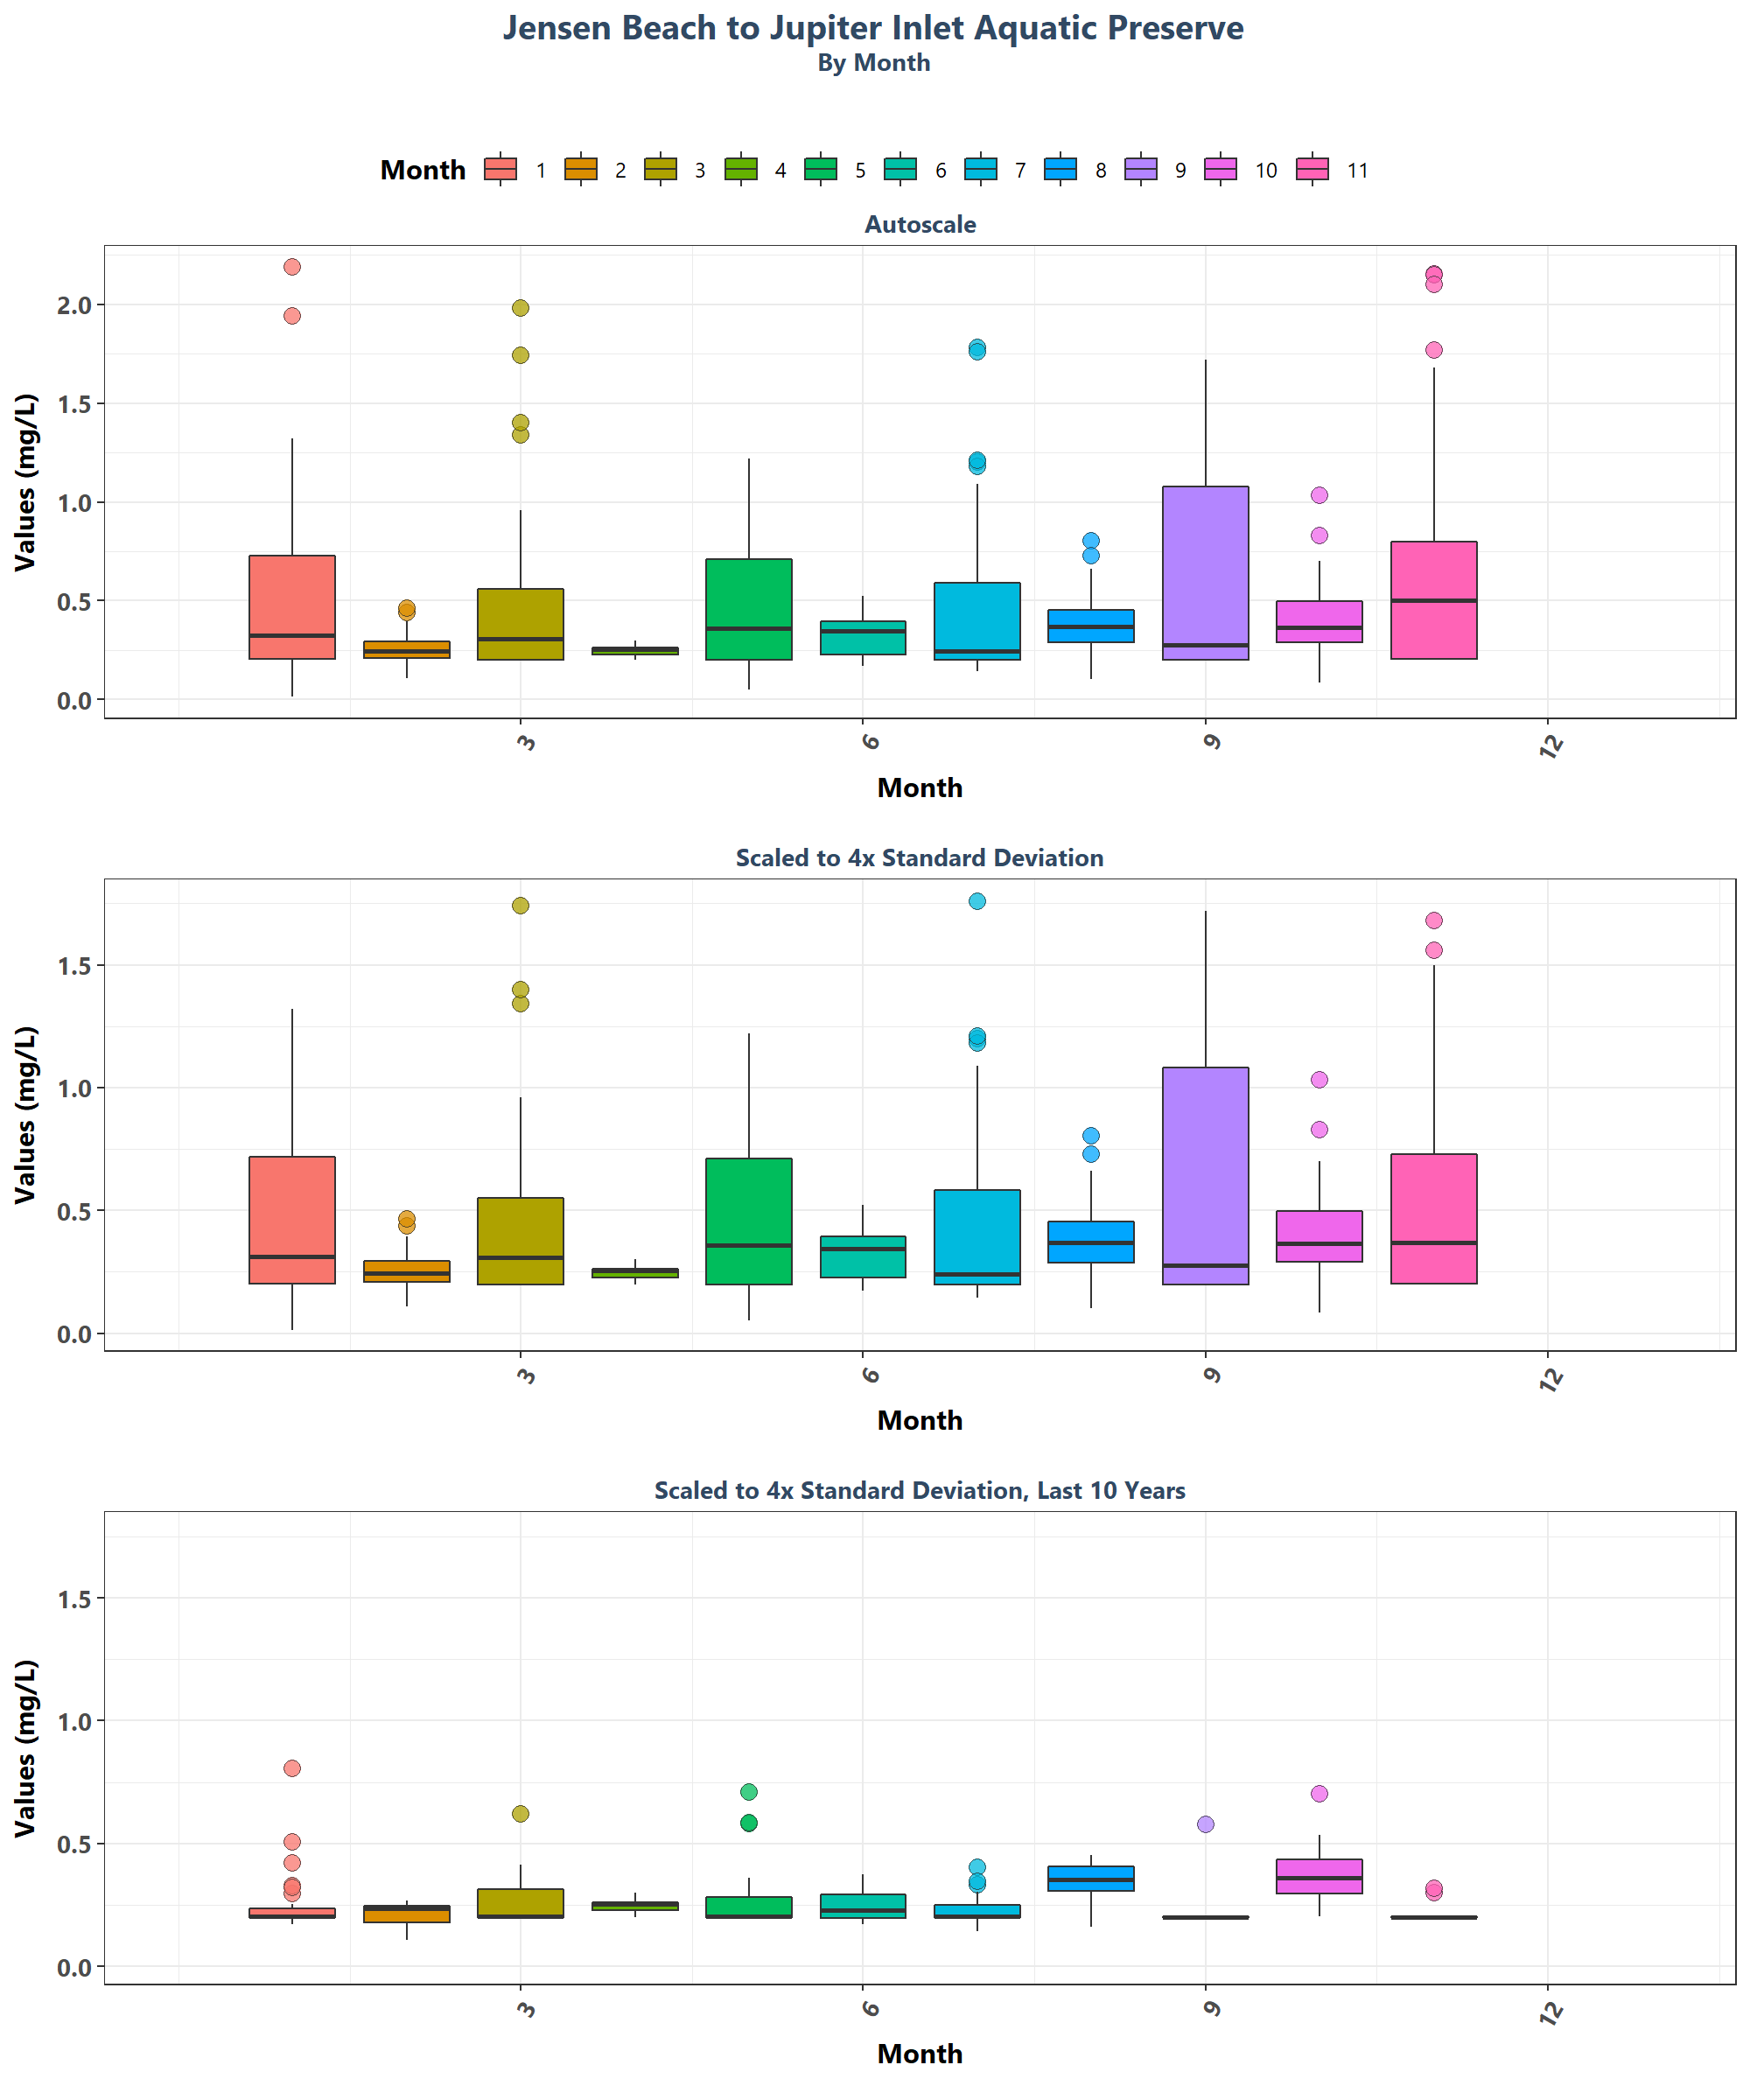 Jensen Beach to Jupiter Inlet Aquatic Preserve
By Month
Month 1 2 3 4 5 6 7 8 9 10 11
Autoscale
Values (mg/L)
2.0
1.5
1.0
0.5
0.0
3 6 9 12
Month
Scaled to 4x Standard Deviation
Values (mg/L)
1.5
1.0
0.5
0.0
3 6 9 12
Month
Scaled to 4x Standard Deviation, Last 10 Years
Values (mg/L)
1.5
1.0
0.5
0.0
3 6 9 12
Month